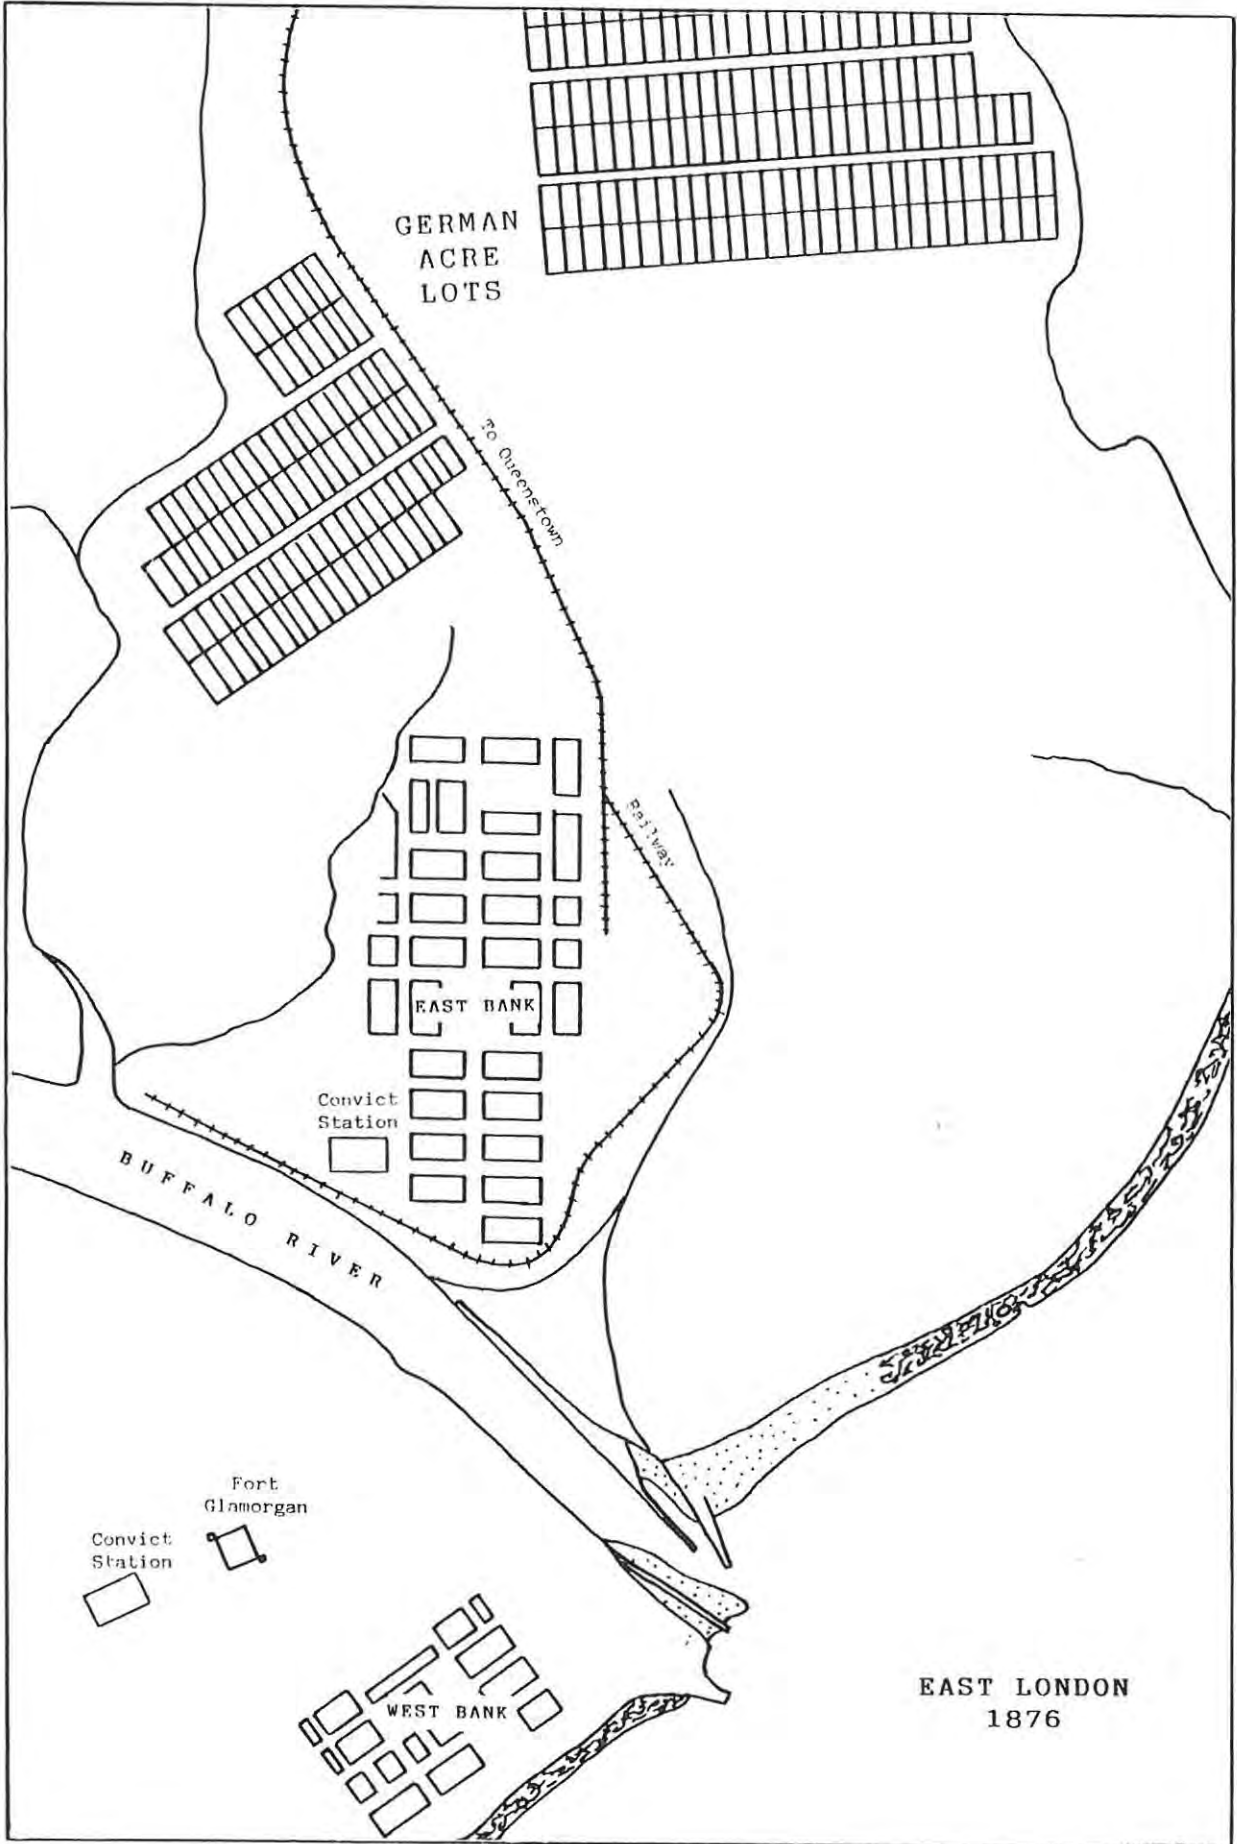 GERMAN
ACRE
LOTS
To Queenstown
Railway
EAST BANK
Convict
Station
BUFFALO RIVER
Fort
Glamorgan
Convict
Station
WEST BANK
EAST LONDON
1876